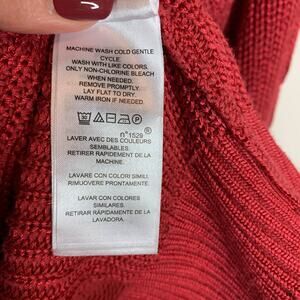 MACHINE WASH COLD GENTLE
CYCLE.
WASH WITH LIKE COLORS.
ONLY NON-CHLORINE BLEACH
WHEN NEEDED.
REMOVE PROMPTLY.
LAY FLAT TO DRY.
WARM IRON IF NEEDED.
n°1529®
LAVER AVEC DES COULEURS
SEMBLABLES.
RETIRER RAPIDEMENT DE LA
MACHINE.
LAVARE CON COLORI SIMILI.
RIMUOVERE PRONTAMENTE.
LAVAR CON COLORES
SIMILARES.
RETIRAR RÁPIDAMENTE DE LA
LAVADORA.